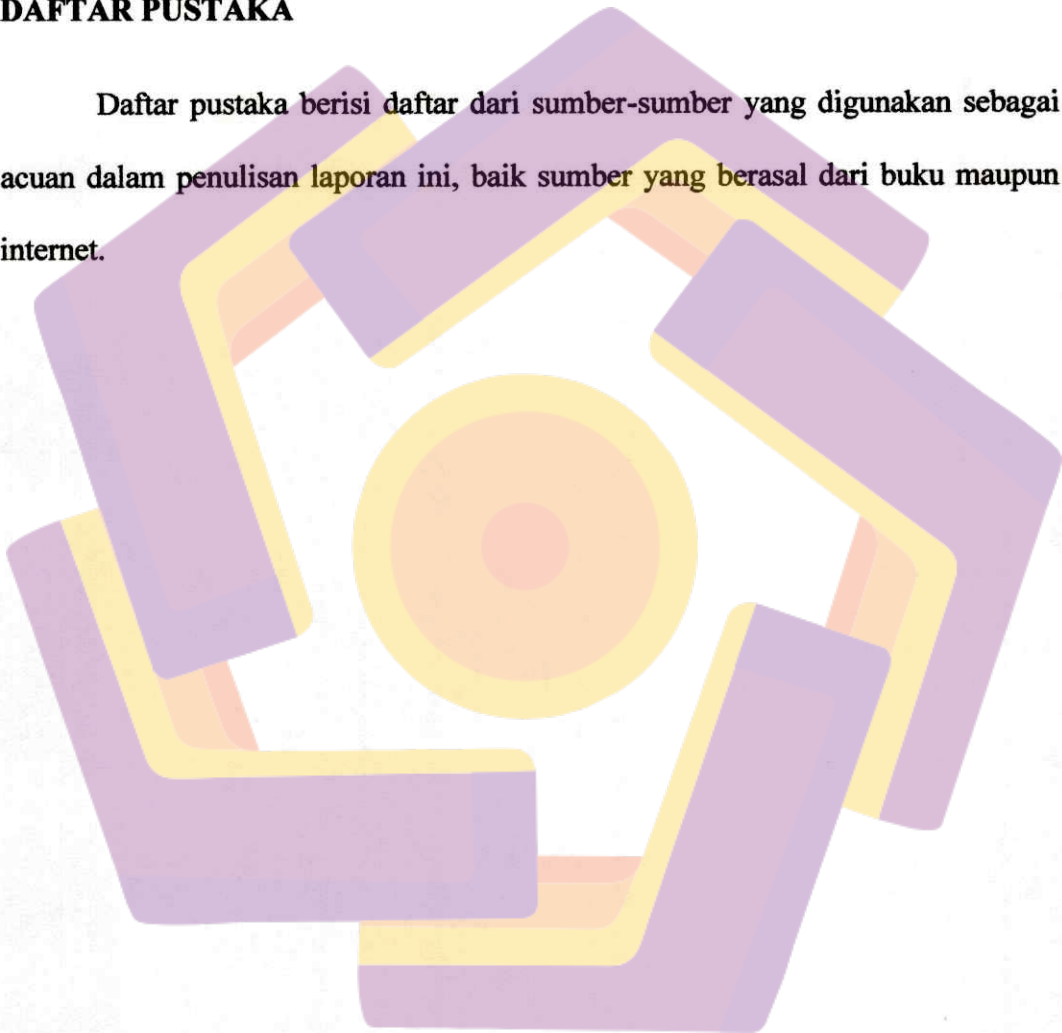 DAFTAR PUSTAKA
Daftar pustaka berisi daftar dari sumber-sumber yang digunakan sebagai
acuan dalam penulisan laporan ini, baik sumber yang berasal dari buku maupun
internet.